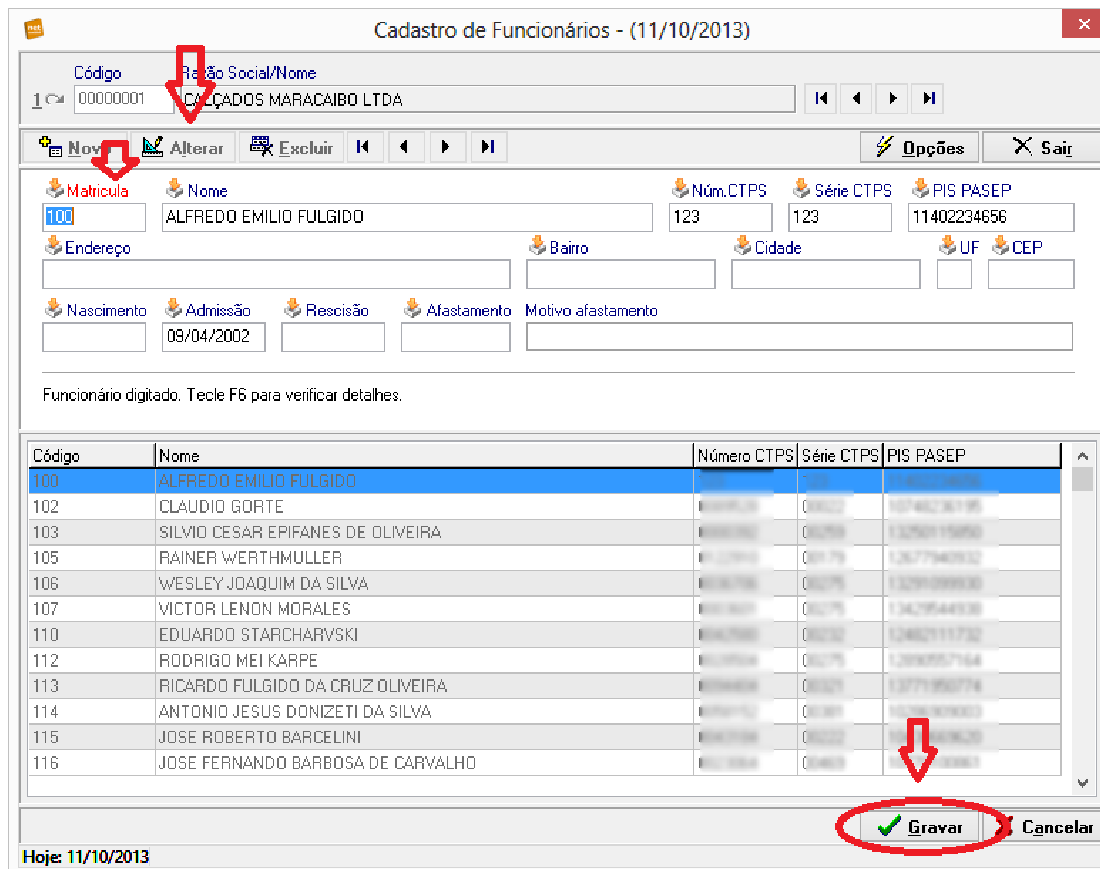 Cadastro de Funcionários - (11/10/2013)
Código Razão Social/Nome
1 00000001 CALÇADOS MARACAIBO LTDA
Novo Alterar Excluir Opções Sair
Matricula Nome Núm.CTPS Série CTPS PIS PASEP
100 ALFREDO EMILIO FULGIDO 123 123 11402234656
Endereço Bairro Cidade UF CEP
Nascimento Admissão Rescisão Afastamento Motivo afastamento
09/04/2002
Funcionário digitado. Tecle F6 para verificar detalhes.
Código Nome Número CTPS Série CTPS PIS PASEP
100 ALFREDO EMILIO FULGIDO
102 CLAUDIO GORTE
103 SILVIO CESAR EPIFANES DE OLIVEIRA
105 RAINER WERTHMULLER
106 WESLEY JOAQUIM DA SILVA
107 VICTOR LENON MORALES
110 EDUARDO STARCHARVSKI
112 RODRIGO MEI KARPE
113 RICARDO FULGIDO DA CRUZ OLIVEIRA
114 ANTONIO JESUS DONIZETI DA SILVA
115 JOSE ROBERTO BARCELINI
116 JOSE FERNANDO BARBOSA DE CARVALHO
Gravar Cancelar
Hoje: 11/10/2013